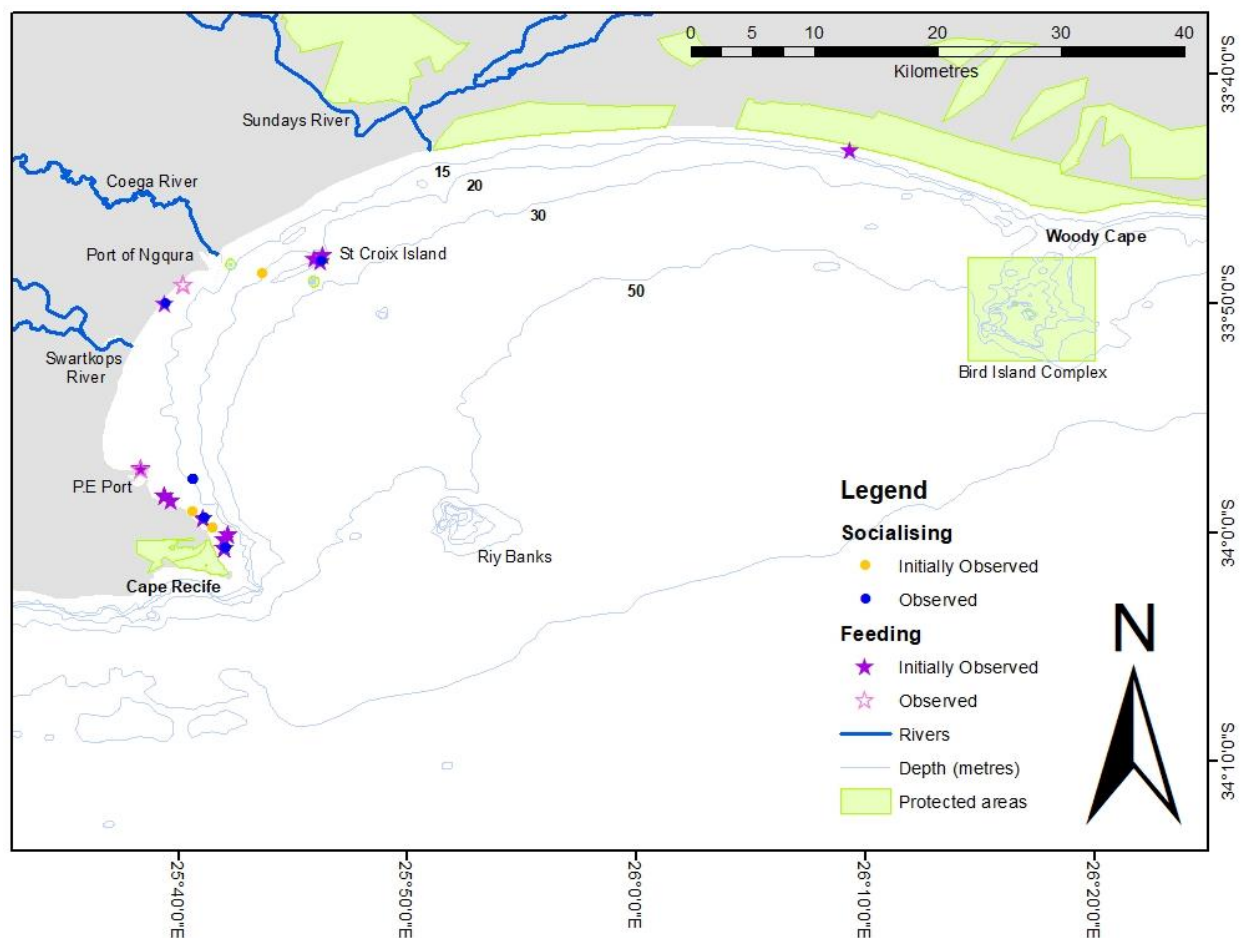 0 5 10 20 30 40
Kilometres
33°40'0"S
Sundays River
15
Coega River
20
30
Woody Cape
St Croix Island
Port of Ngqura
50
33°50'0"S
Swartkops
River
Bird Island Complex
P.E Port
Legend
Socialising
Riy Banks
34°0'0"S
Initially Observed
Cape Recife
Observed
Feeding
N
Initially Observed
Observed
Rivers
Depth (metres)
34°10'0"S
Protected areas
25°40'0"E
25°50'0"E
26°0'0"E
26°10'0"E
26°20'0"E